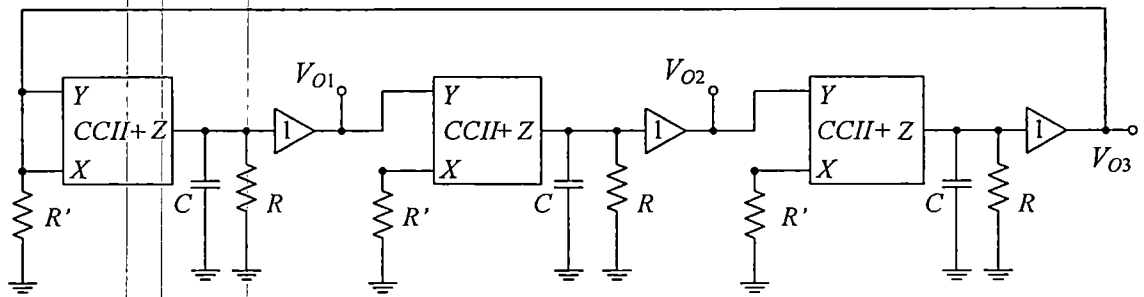 V_{O1}
V_{O2}
Y
CCII+ Z
X
1
Y
CCII+ Z
X
1
Y
CCII+ Z
X
1
V_{O3}
R'
C
R
R'
C
R
R'
C
R